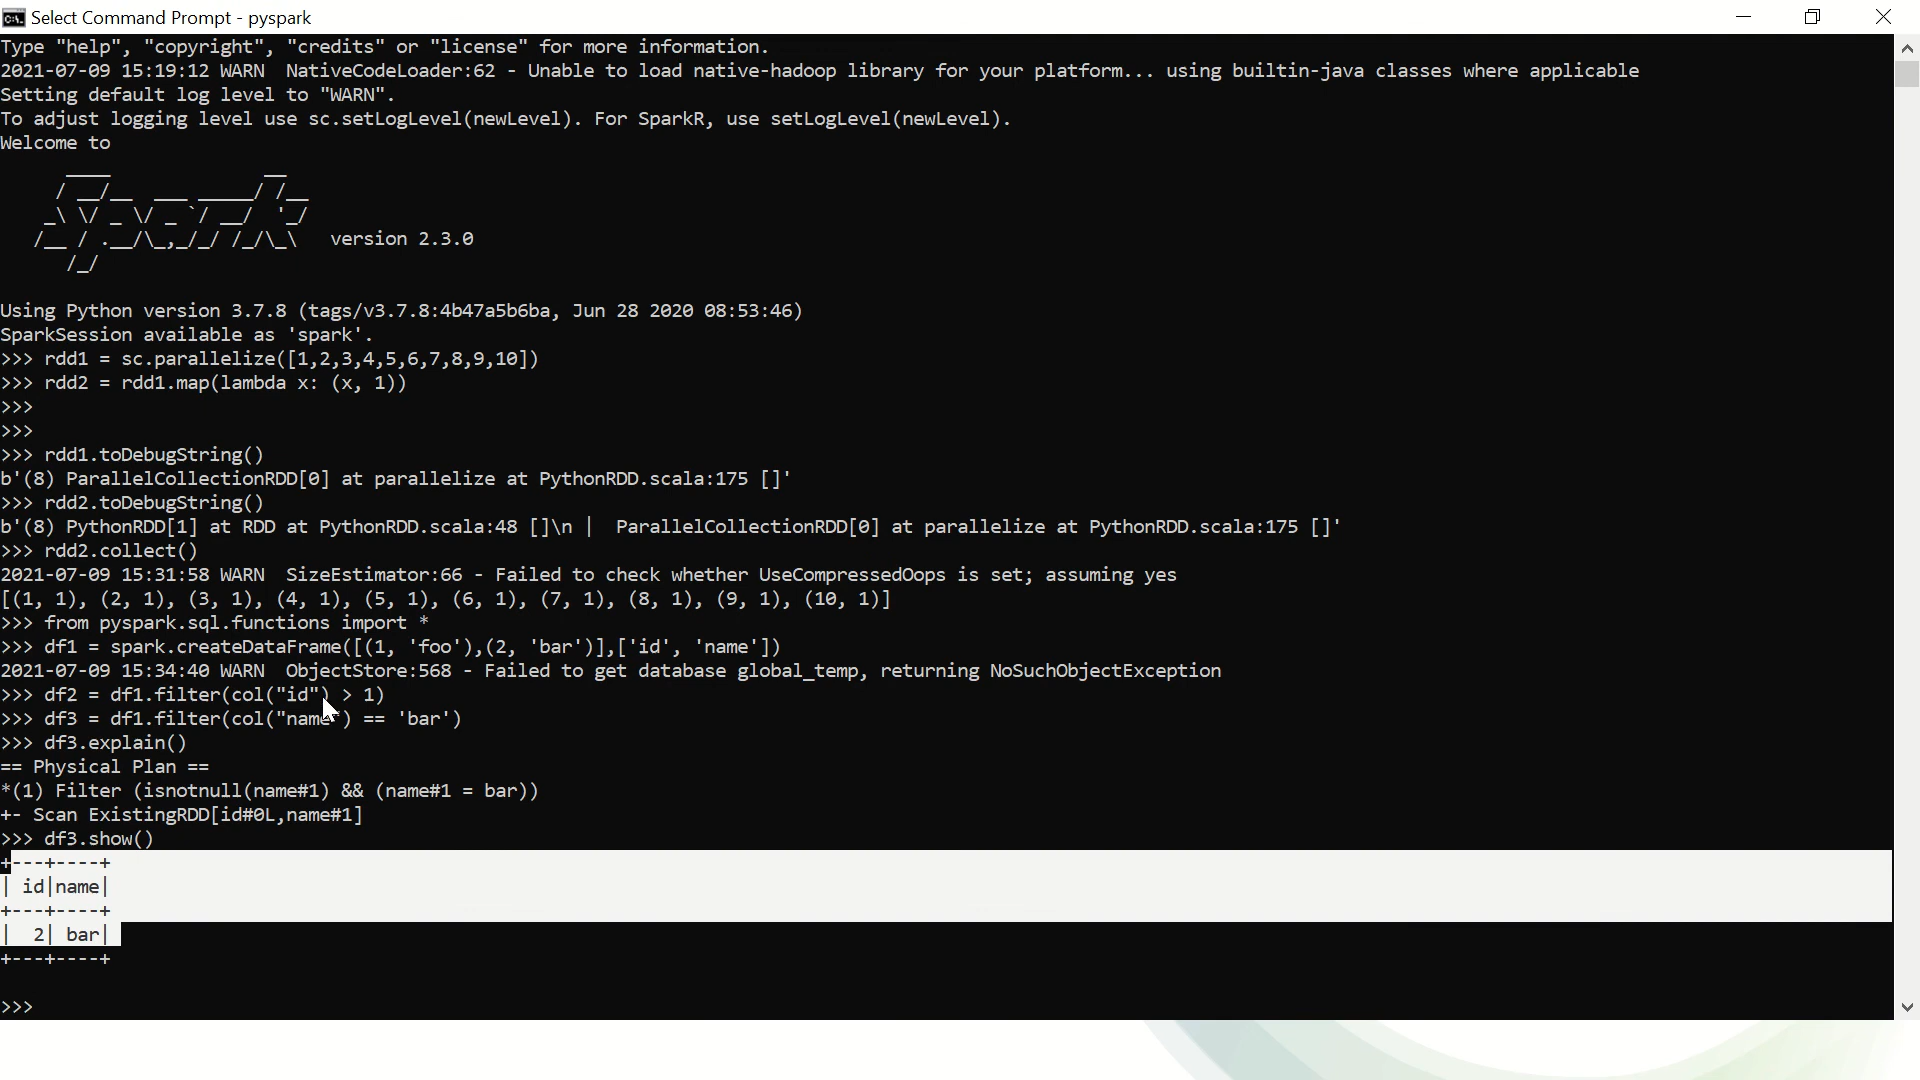 Select Command Prompt - pyspark
Type "help", "copyright", "credits" or "license" for more information.
2021-07-09 15:19:12 WARN  NativeCodeLoader:62 - Unable to load native-hadoop library for your platform... using builtin-java classes where applicable
Setting default log level to "WARN".
To adjust logging level use sc.setLogLevel(newLevel). For SparkR, use setLogLevel(newLevel).
Welcome to
      ____              __
     / __/__  ___ _____/ /__
    _\ \/ _ \/ _ `/ __/  '_/
   /__ / .__/\_,_/_/ /_/\_\   version 2.3.0
      /_/
Using Python version 3.7.8 (tags/v3.7.8:4b47a5b6ba, Jun 28 2020 08:53:46)
SparkSession available as 'spark'.
>>> rdd1 = sc.parallelize([1,2,3,4,5,6,7,8,9,10])
>>> rdd2 = rdd1.map(lambda x: (x, 1))
>>>
>>>
>>> rdd1.toDebugString()
b'(8) ParallelCollectionRDD[0] at parallelize at PythonRDD.scala:175 []'
>>> rdd2.toDebugString()
b'(8) PythonRDD[1] at RDD at PythonRDD.scala:48 []\n |  ParallelCollectionRDD[0] at parallelize at PythonRDD.scala:175 []'
>>> rdd2.collect()
2021-07-09 15:31:58 WARN  SizeEstimator:66 - Failed to check whether UseCompressedOops is set; assuming yes
[(1, 1), (2, 1), (3, 1), (4, 1), (5, 1), (6, 1), (7, 1), (8, 1), (9, 1), (10, 1)]
>>> from pyspark.sql.functions import *
>>> df1 = spark.createDataFrame([(1, 'foo'),(2, 'bar')],['id', 'name'])
2021-07-09 15:34:40 WARN  ObjectStore:568 - Failed to get database global_temp, returning NoSuchObjectException
>>> df2 = df1.filter(col("id") > 1)
>>> df3 = df1.filter(col("name") == 'bar')
>>> df3.explain()
== Physical Plan ==
*(1) Filter (isnotnull(name#1) && (name#1 = bar))
+- Scan ExistingRDD[id#0L,name#1]
>>> df3.show()
+---+----+
| id|name|
+---+----+
|  2| bar|
+---+----+
>>>